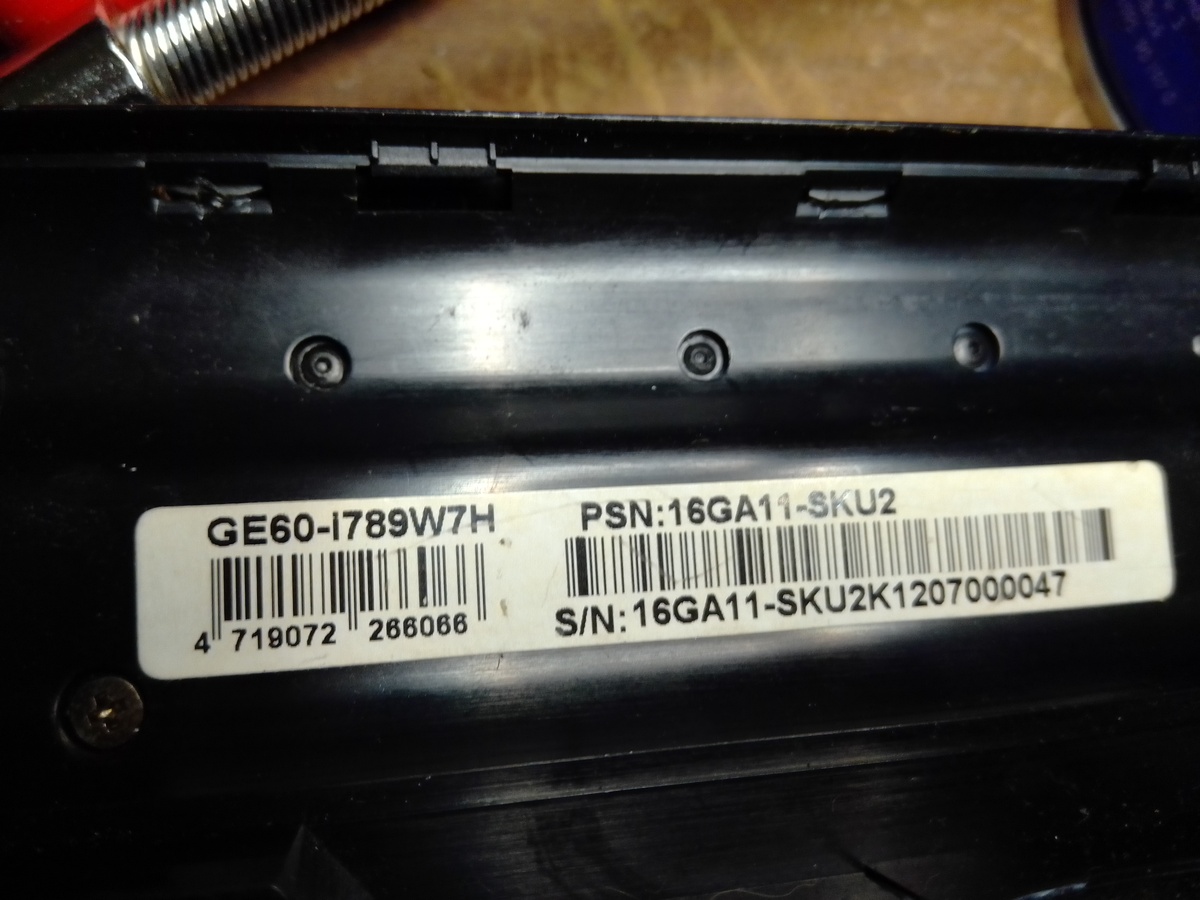 GE60-i789W7H
4 719072 266066
PSN:16GA11-SKU2
S/N:16GA11-SKU2K1207000047